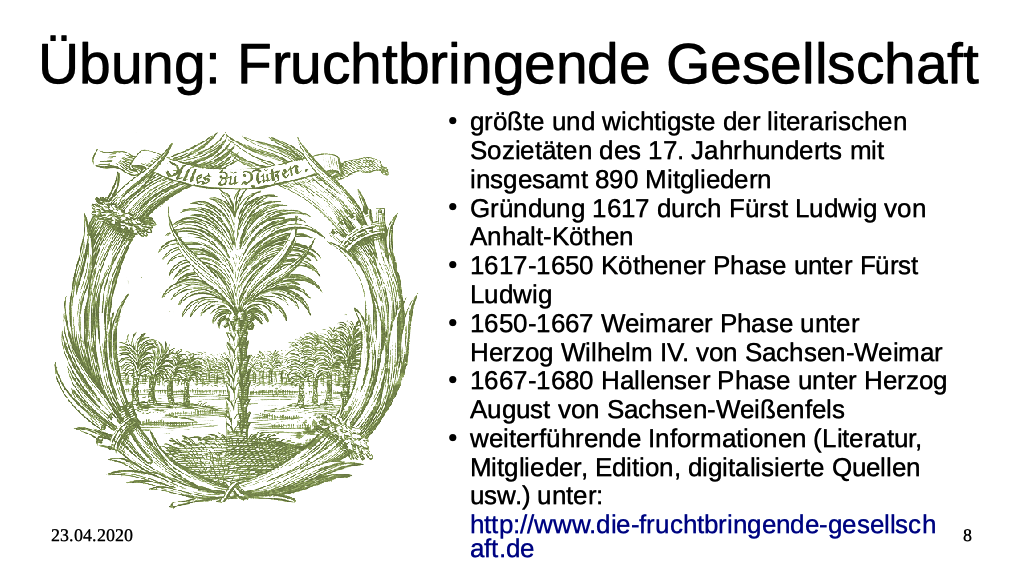 Übung: Fruchtbringende Gesellschaft
Alles zu Nützen.
• größte und wichtigste der literarischen
Sozietäten des 17. Jahrhunderts mit
insgesamt 890 Mitgliedern
• Gründung 1617 durch Fürst Ludwig von
Anhalt-Köthen
• 1617-1650 Köthener Phase unter Fürst
Ludwig
• 1650-1667 Weimarer Phase unter
Herzog Wilhelm IV. von Sachsen-Weimar
• 1667-1680 Hallenser Phase unter Herzog
August von Sachsen-Weißenfels
• weiterführende Informationen (Literatur,
Mitglieder, Edition, digitalisierte Quellen
usw.) unter:
http://www.die-fruchtbringende-gesellsch
aft.de
23.04.2020
8